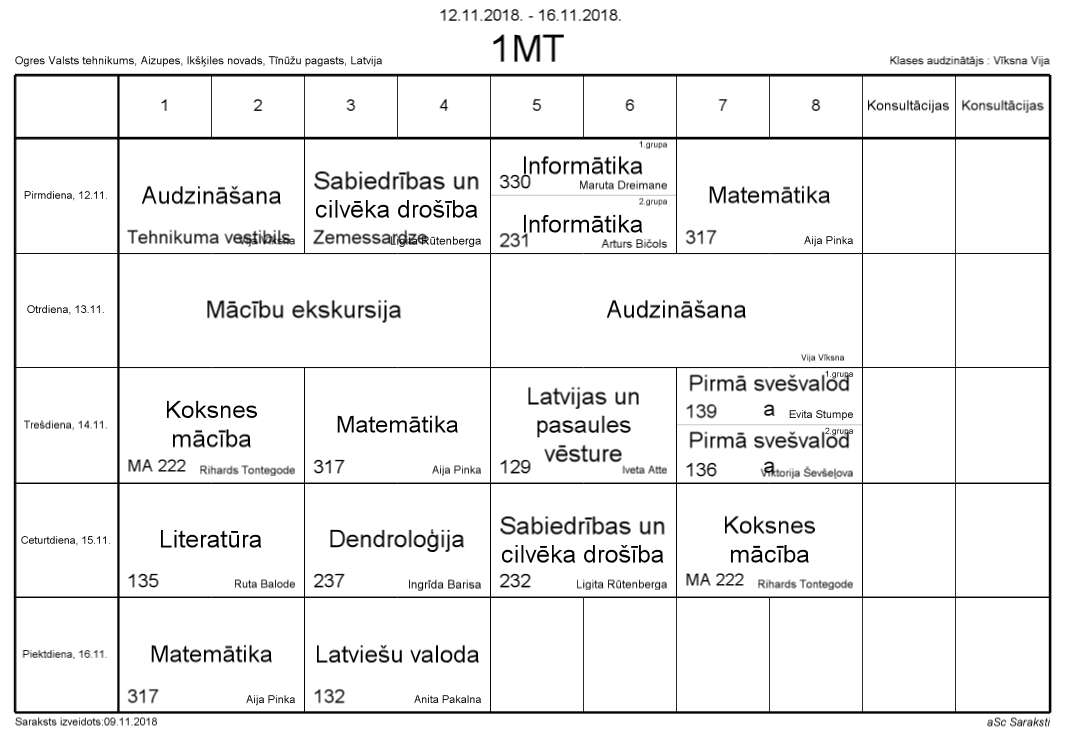 12.11.2018. - 16.11.2018.
1MT
Ogres Valsts tehnikums, Aizupes, Ikšķiles novads, Tīnūžu pagasts, Latvija
Klases audzinātājs : Vīksna Vija
1 2 3 4 5 6 7 8 Konsultācijas Konsultācijas
Pirmdiena, 12.11.
Audzināšana
Tehnikuma vestibils
Vija Vīksna
Sabiedrības un
cilvēka drošība
Zemessardze
Ligita Rūtenberga
1.grupa
Informātika
330 Maruta Dreimane
2.grupa
Informātika
231 Arturs Bičols
Matemātika
317 Aija Pinka
Otrdiena, 13.11.
Mācību ekskursija
Audzināšana
Vija Vīksna
Trešdiena, 14.11.
Koksnes
mācība
MA 222 Rihards Tontegode
Matemātika
317 Aija Pinka
Latvijas un
pasaules
vēsture
129 Iveta Atte
1.grupa
Pirmā svešvalod
a
139 Evita Stumpe
2.grupa
Pirmā svešvalod
a
136 Viktorija Ševšeļova
Ceturtdiena, 15.11.
Literatūra
135 Ruta Balode
Dendroloģija
237 Ingrīda Barisa
Sabiedrības un
cilvēka drošība
232 Ligita Rūtenberga
Koksnes
mācība
MA 222 Rihards Tontegode
Piektdiena, 16.11.
Matemātika
317 Aija Pinka
Latviešu valoda
132 Anita Pakalna
Saraksts izveidots:09.11.2018
aSc Saraksti